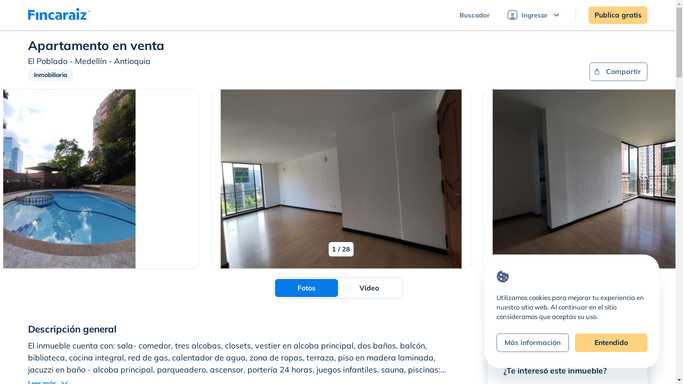 Fincaraiz
Buscador
Ingresar
Publica gratis
Apartamento en venta
El Poblado - Medellín - Antioquia
Inmobiliaria
Compartir
1 / 28
Fotos
Video
Utilizamos cookies para mejorar tu experiencia en
nuestro sitio web. Al continuar en el sitio
consideramos que aceptas su uso.
Más información
Entendido
Descripción general
El inmueble cuenta con: sala- comedor, tres alcobas, closets, vestier en alcoba principal, dos baños, balcón,
biblioteca, cocina integral, red de gas, calentador de agua, zona de ropas, terraza, piso en madera laminada,
jacuzzi en baño - alcoba principal, parqueadero, ascensor, portería 24 horas, juegos infantiles, sauna, piscinas:...
Leer más
¿Te interesó este inmueble?